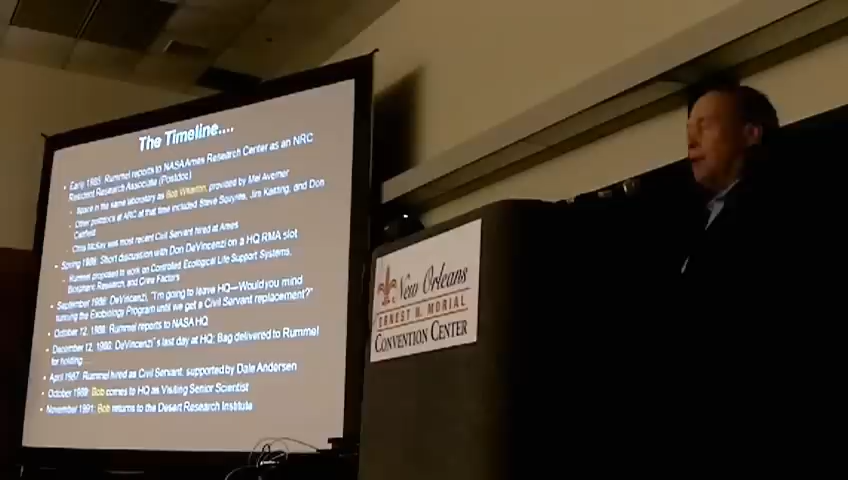 The Timeline....
• Early 1985: Rummel reports to NASA Ames Research Center as an NRC
Resident Research Associate (Postdoc)
• Space in the same laboratory as Bob Wharton, provided by Mel Averner
• Other postdocs at ARC at that time included Steve Squyres, Jim Kasting, and Don
• Chris McKay was most recent Civil Servant hired at Ames
• Spring 1986: Short discussion with Don DeVincenzi on a HQ RMA slot
• Rummel proposed to work on Controlled Ecological Life Support Systems,
Biospheric Research, and Crew Factors
• September 1986: DeVincenzi, "I'm going to leave HQ—Would you mind
running the Exobiology Program until we get a Civil Servant replacement?"
• October 12, 1986: Rummel reports to NASA HQ
• December 12, 1986: DeVincenzi's last day at HQ; Bag delivered to Rummel
for holding....
• April 1987: Rummel hired as Civil Servant, supported by Dale Andersen
• October 1989: Bob comes to HQ as Visiting Senior Scientist
• November 1991: Bob returns to the Desert Research Institute
New Orleans
ERNEST N. MORIAL
CONVENTION CENTER